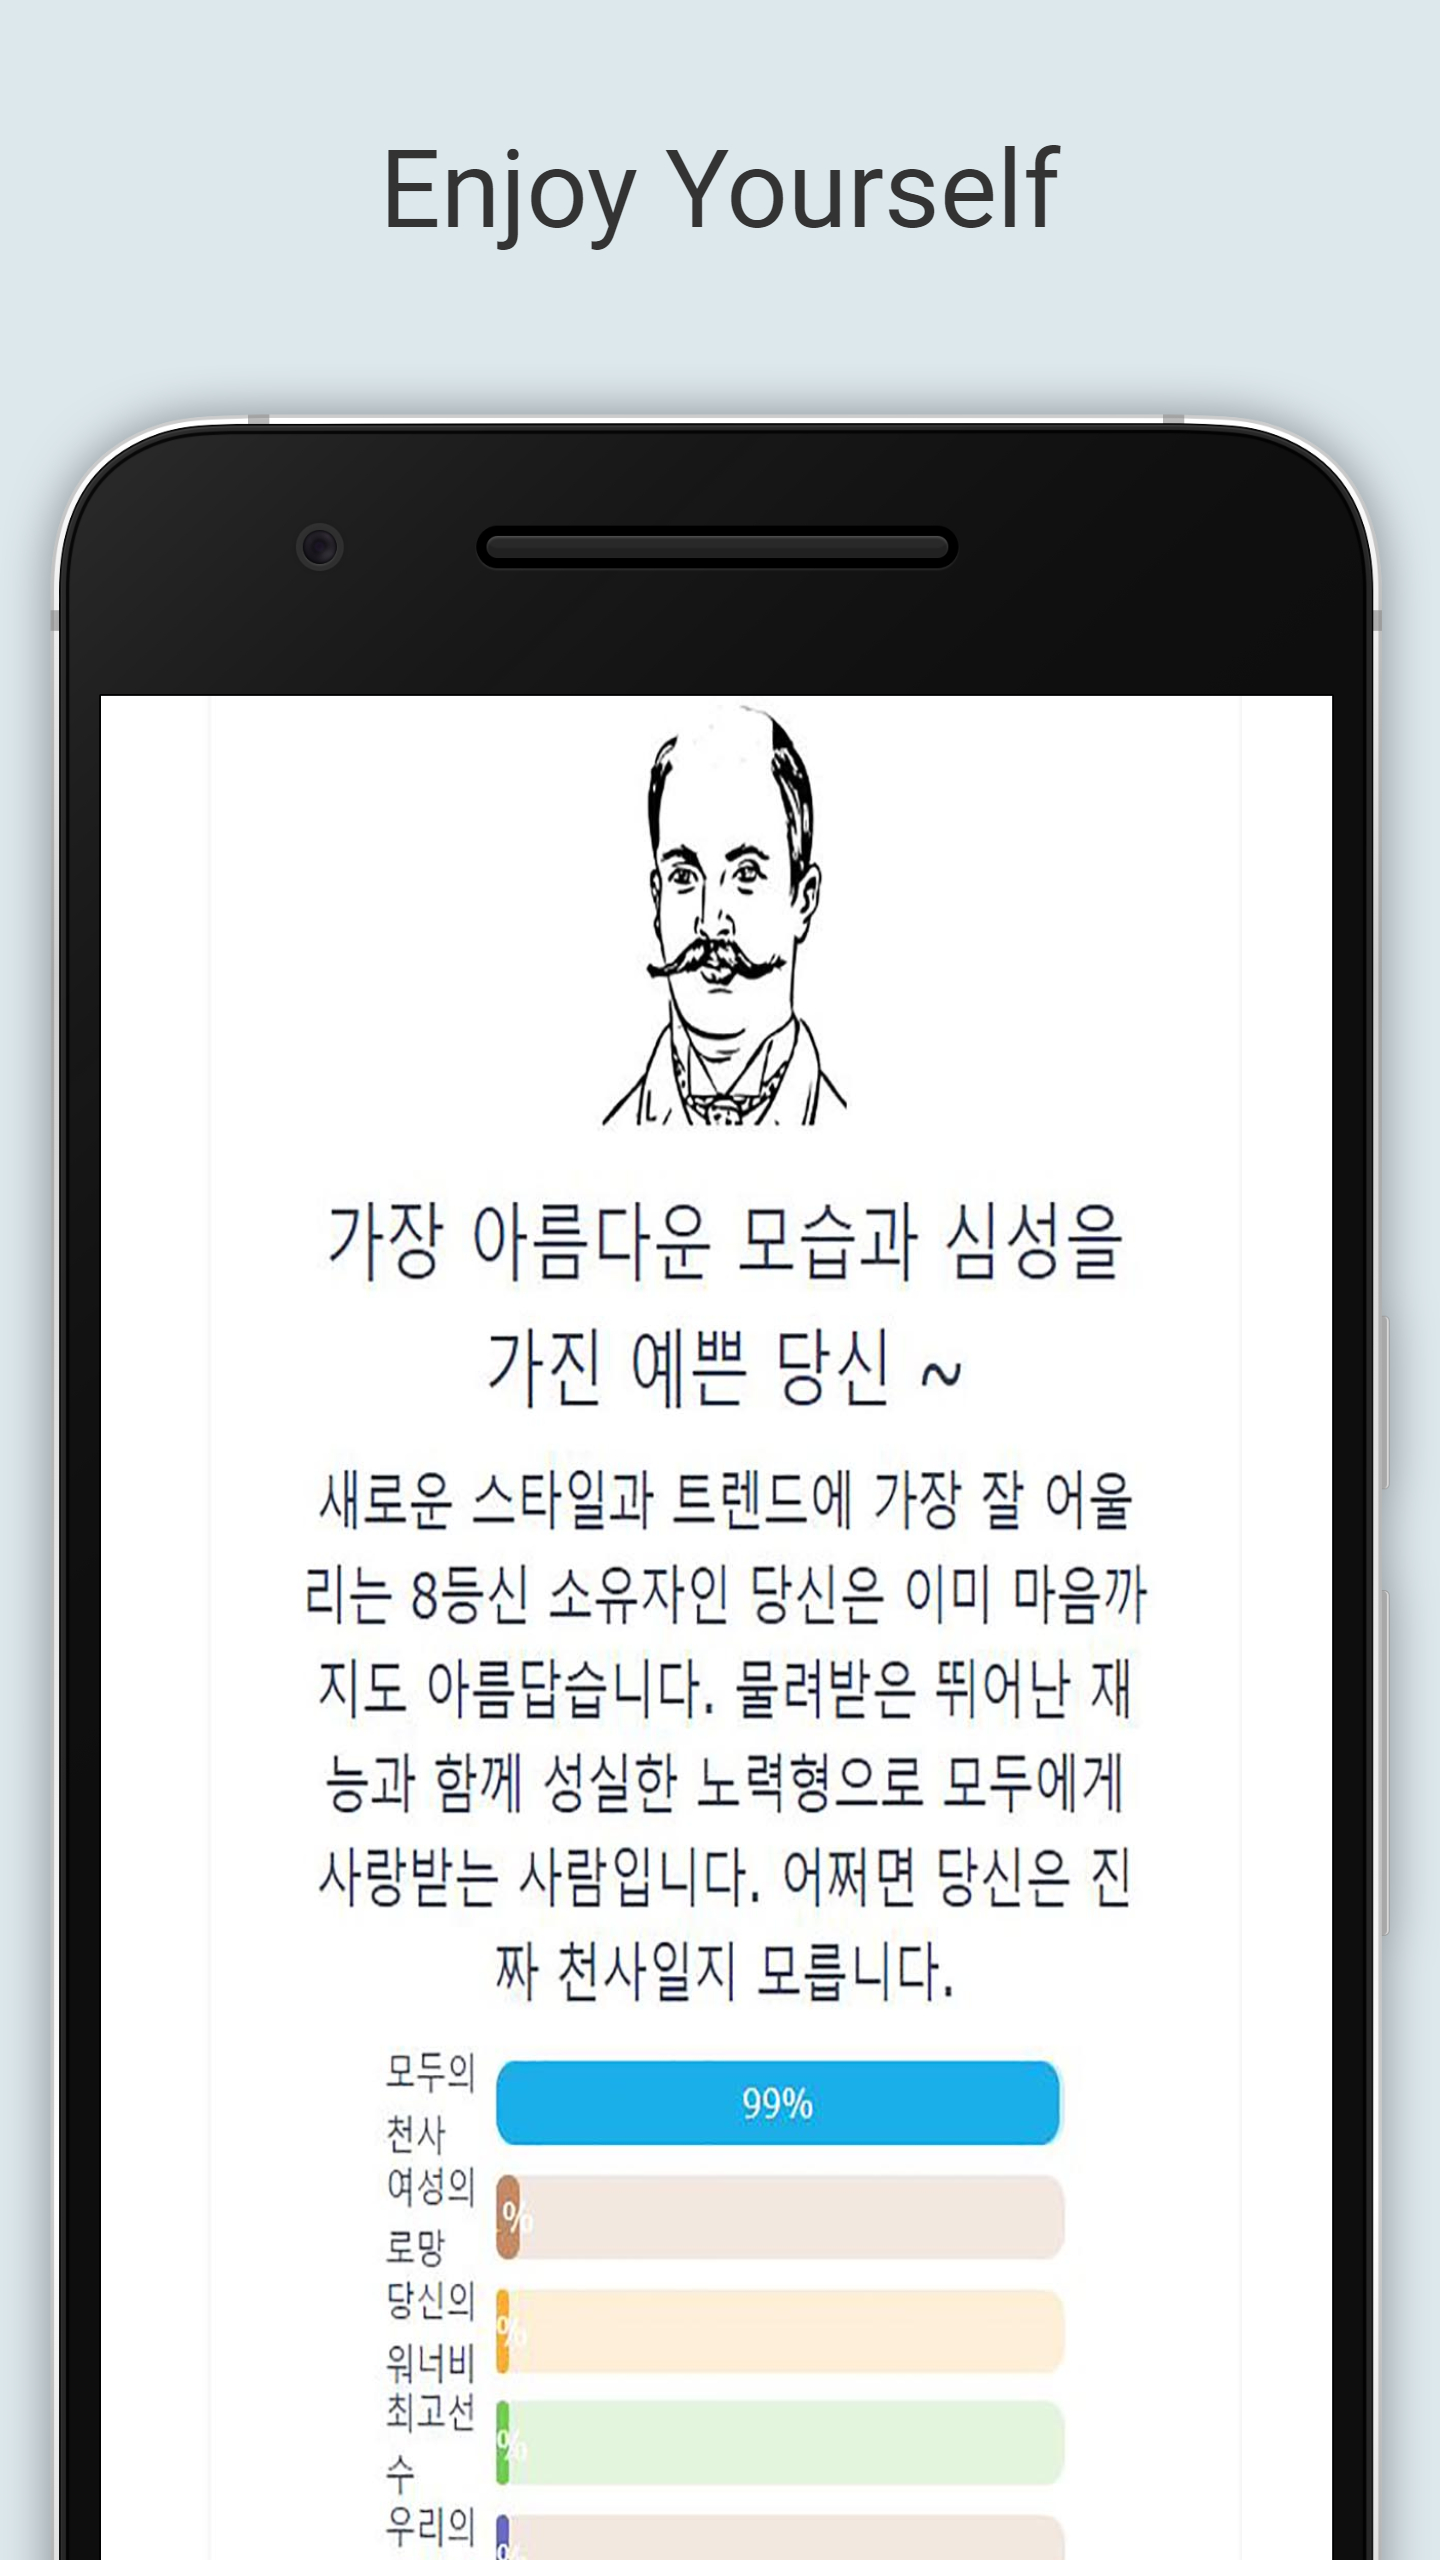 Enjoy Yourself
가장 아름다운 모습과 심성을
가진 예쁜 당신 ~
새로운 스타일과 트렌드에 가장 잘 어울
리는 8등신 소유자인 당신은 이미 마음까
지도 아름답습니다. 물려받은 뛰어난 재
능과 함께 성실한 노력형으로 모두에게
사랑받는 사람입니다. 어쩌면 당신은 진
짜 천사일지 모릅니다.
모두의
천사
99%
여성의
로망
%
당신의
워너비
%
최고선
수
%
우리의